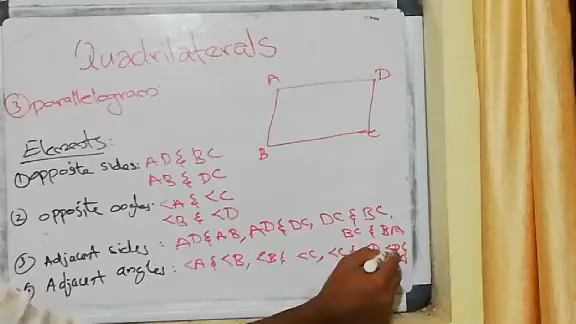 Quadrilaterals
③ parallelogram:
A D
B C
Elements:
① opposite sides: AD & BC
AB & DC
② opposite angles: <A & <C
<B & <D
3) Adjacent sides : AD & AB, AD & DC, DC & BC,
BC & BA
Adjacent angles : <A & <B, <B & <C, <C & <D